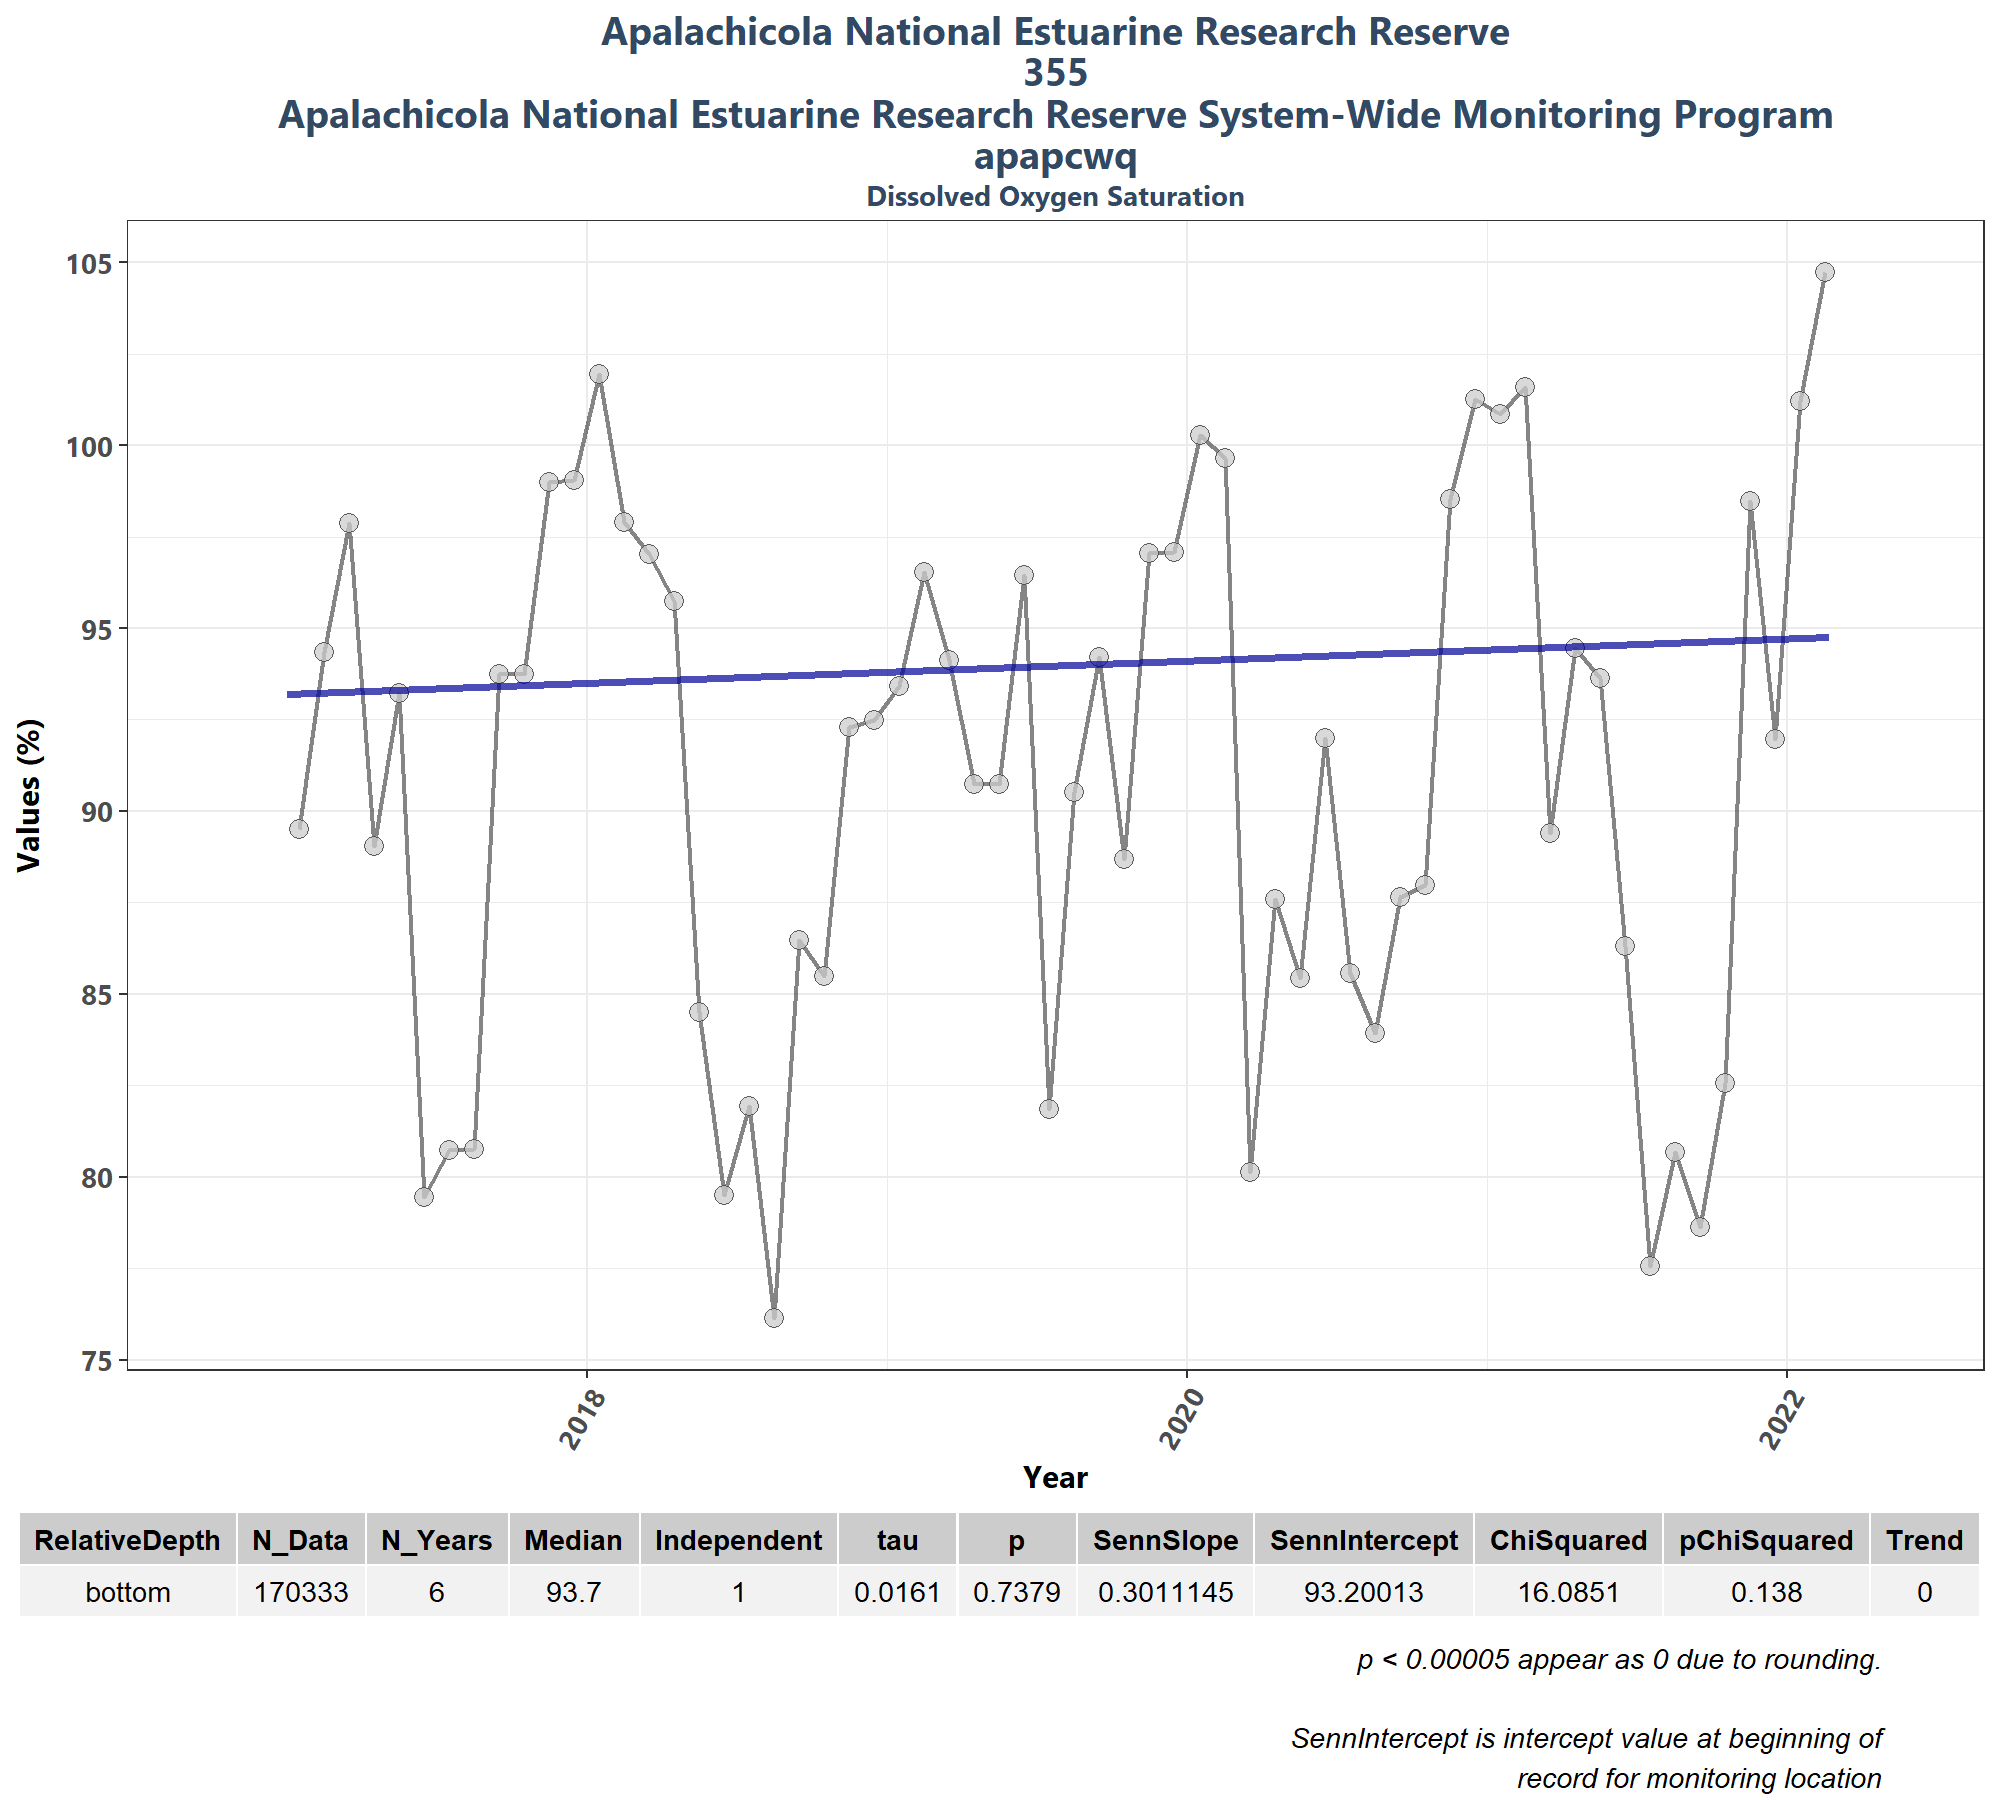 Apalachicola National Estuarine Research Reserve
355
Apalachicola National Estuarine Research Reserve System-Wide Monitoring Program
apapcwq
Dissolved Oxygen Saturation
105
100
95
90
85
80
75
Values (%)
2018 2020 2022
Year
RelativeDepth N_Data N_Years Median Independent tau p SennSlope SennIntercept ChiSquared pChiSquared Trend
bottom 170333 6 93.7 1 0.0161 0.7379 0.3011145 93.20013 16.0851 0.138 0
p < 0.00005 appear as 0 due to rounding.
SennIntercept is intercept value at beginning of
record for monitoring location